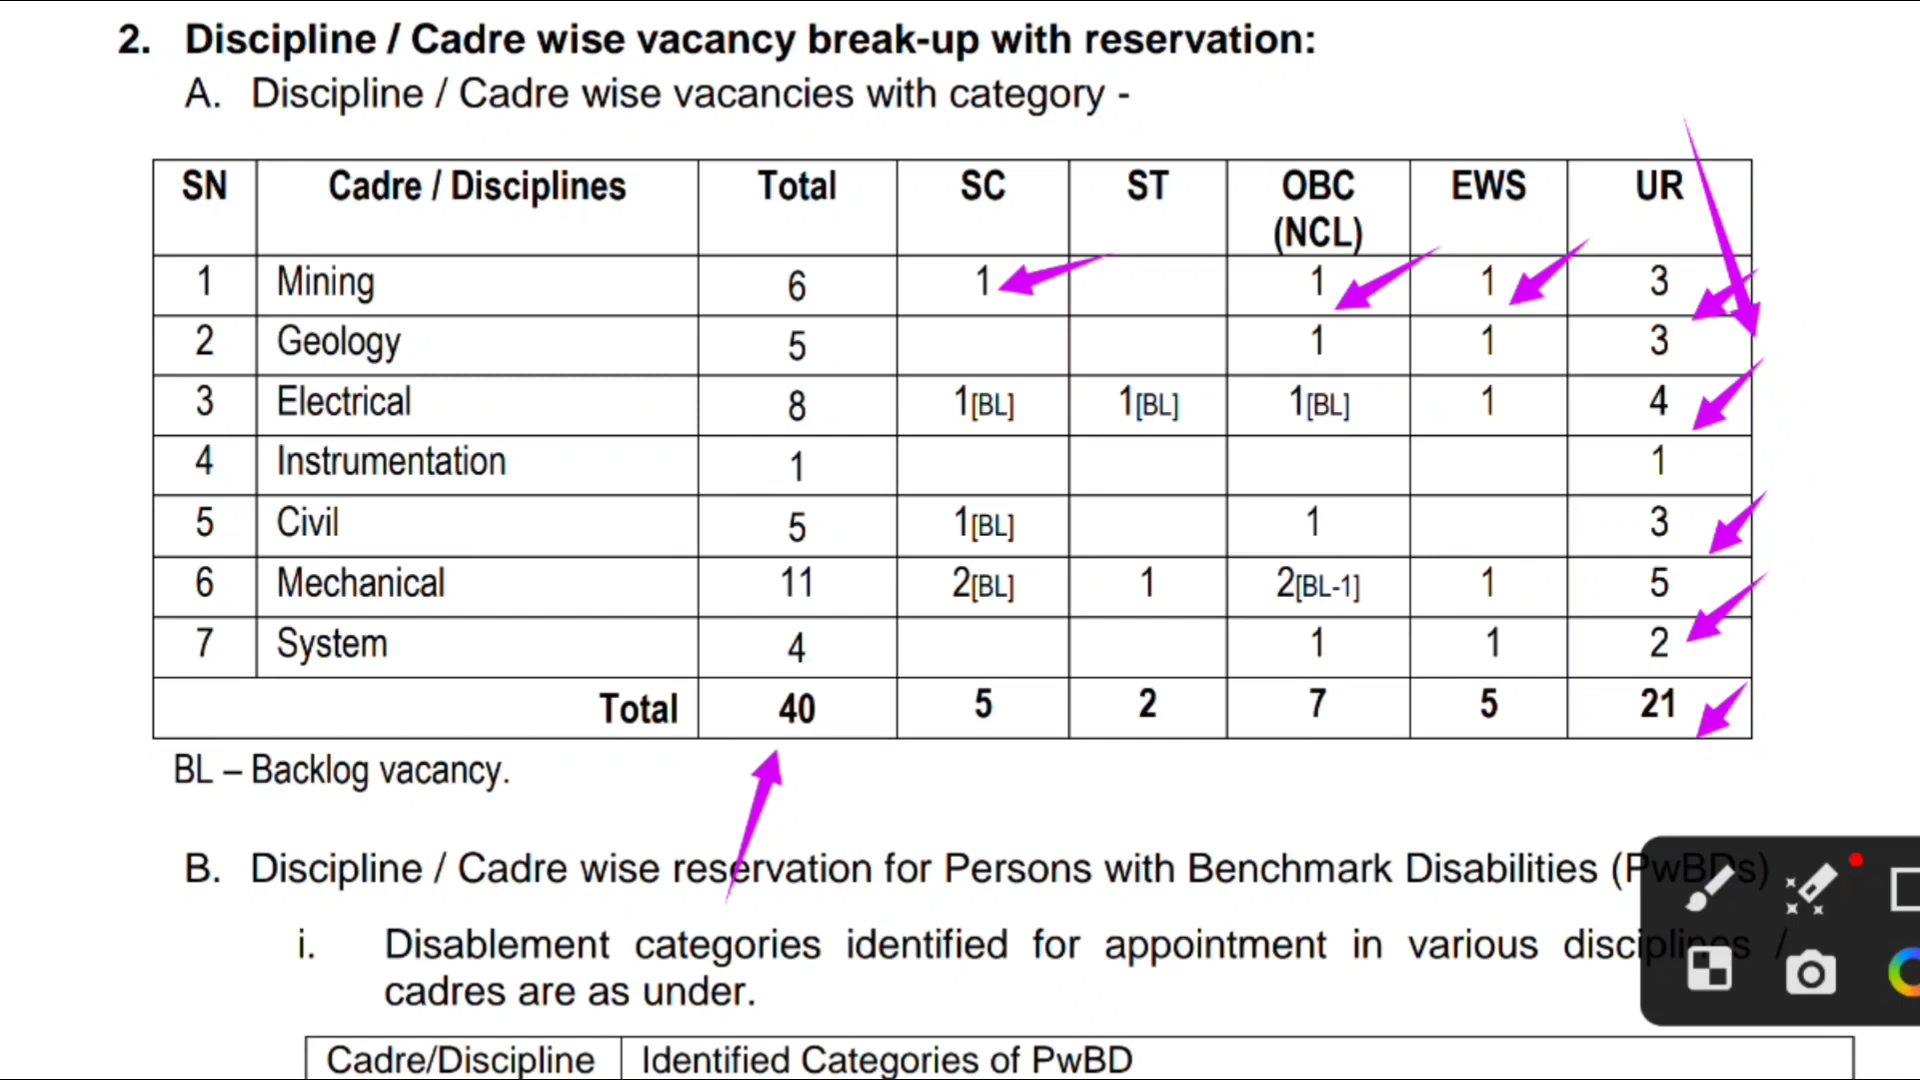 2. Discipline / Cadre wise vacancy break-up with reservation:
A. Discipline / Cadre wise vacancies with category -
SN Cadre / Disciplines Total SC ST OBC (NCL) EWS UR
1 Mining 6 1 1 1 3
2 Geology 5 1 1 3
3 Electrical 8 1[BL] 1[BL] 1[BL] 1 4
4 Instrumentation 1 1
5 Civil 5 1[BL] 1 3
6 Mechanical 11 2[BL] 1 2[BL-1] 1 5
7 System 4 1 1 2
Total 40 5 2 7 5 21
BL – Backlog vacancy.
B. Discipline / Cadre wise reservation for Persons with Benchmark Disabilities (PwBDs)
i. Disablement categories identified for appointment in various disciplines /
cadres are as under.
Cadre/Discipline Identified Categories of PwBD